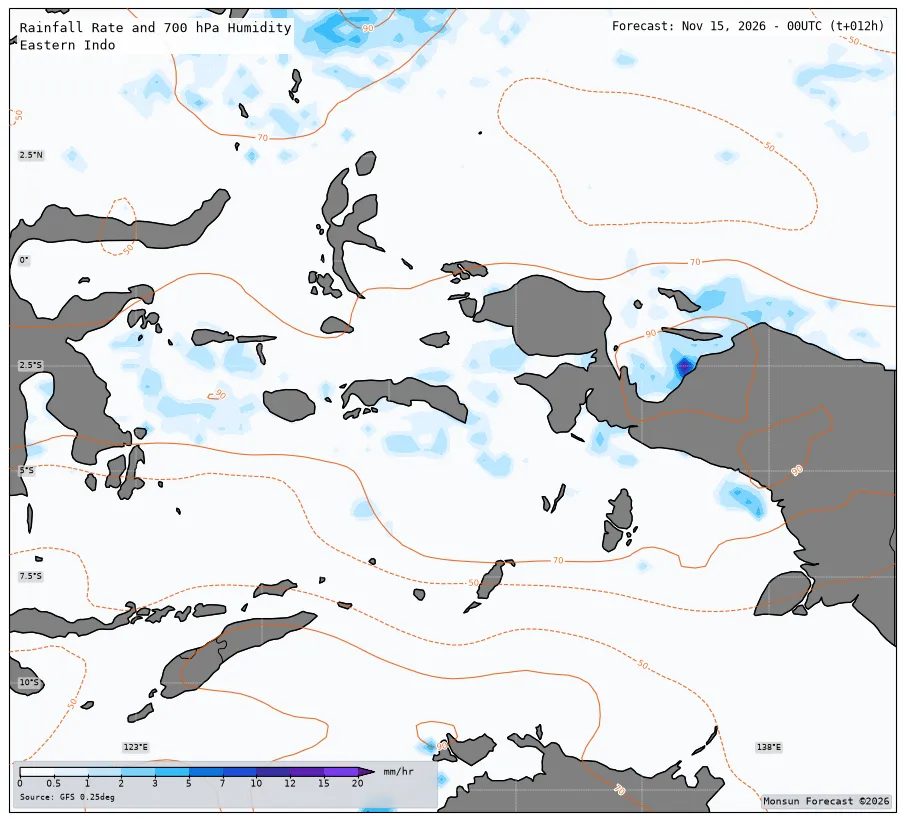 Rainfall Rate and 700 hPa Humidity
Eastern Indo
Forecast: Nov 15, 2026 - 00UTC (t+012h)
90
50
50
70
50
2.5°N
50
0°
70
90
2.5°S
90
90
5°S
70
7.5°S
50
50
10°S
50
123°E
138°E
90
70
0 0.5 1 2 3 5 7 10 12 15 20 mm/hr
Source: GFS 0.25deg
Monsun Forecast ©2026